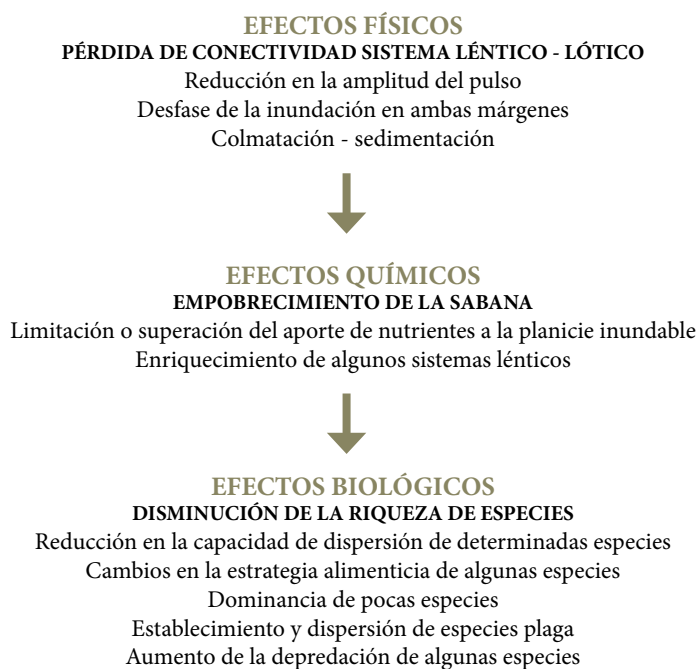 EFECTOS FÍSICOS
PÉRDIDA DE CONECTIVIDAD SISTEMA LÉNTICO - LÓTICO
Reducción en la amplitud del pulso
Desfase de la inundación en ambas márgenes
Colmatación - sedimentación
EFECTOS QUÍMICOS
EMPOBRECIMIENTO DE LA SABANA
Limitación o superación del aporte de nutrientes a la planicie inundable
Enriquecimiento de algunos sistemas lénticos
EFECTOS BIOLÓGICOS
DISMINUCIÓN DE LA RIQUEZA DE ESPECIES
Reducción en la capacidad de dispersión de determinadas especies
Cambios en la estrategia alimenticia de algunas especies
Dominancia de pocas especies
Establecimiento y dispersión de especies plaga
Aumento de la depredación de algunas especies